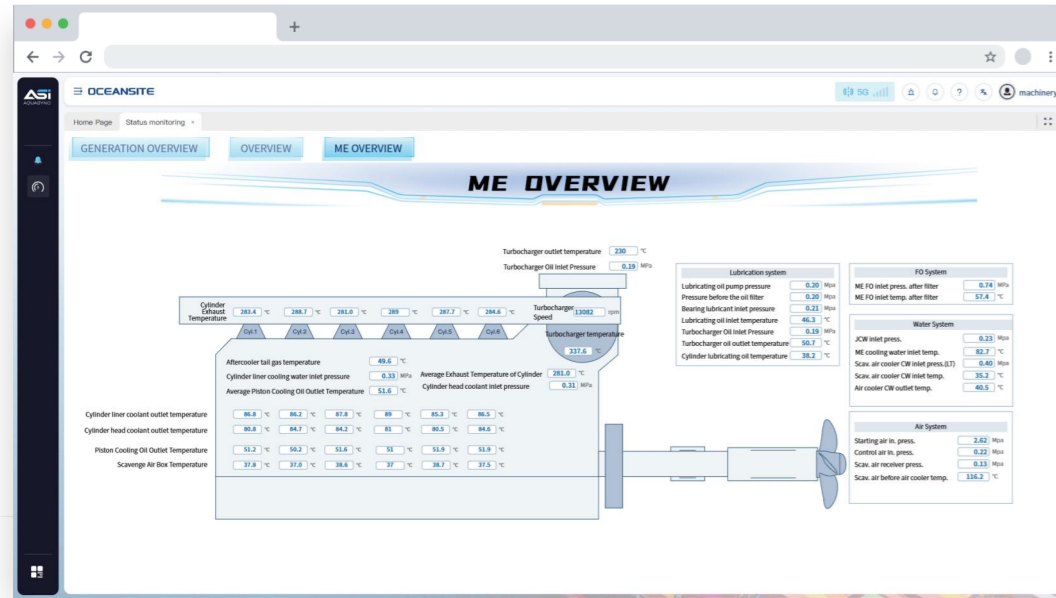 ASI
AQUADYNO
OCEANSITE
5G
?
machinery
Home Page
Status monitoring ×
GENERATION OVERVIEW
OVERVIEW
ME OVERVIEW
ME OVERVIEW
Turbocharger outlet temperature 230 ℃
Turbocharger Oil Inlet Pressure 0.19 MPa
Cylinder Exhaust Temperature 283.4 ℃ 288.7 ℃ 281.0 ℃ 289 ℃ 287.7 ℃ 284.6 ℃
Turbocharger Speed 13082 rpm
Cyl.1 Cyl.2 Cyl.3 Cyl.4 Cyl.5 Cyl.6
Turbocharger temperature
337.6 ℃
Aftercooler tail gas temperature 49.6 ℃
Cylinder liner cooling water inlet pressure 0.33 MPa
Average Piston Cooling Oil Outlet Temperature 51.6 ℃
Average Exhaust Temperature of Cylinder 281.0 ℃
Cylinder head coolant inlet pressure 0.31 MPa
Cylinder liner coolant outlet temperature 86.8 ℃ 86.2 ℃ 87.8 ℃ 89 ℃ 85.3 ℃ 86.5 ℃
Cylinder head coolant outlet temperature 80.8 ℃ 84.7 ℃ 84.2 ℃ 81 ℃ 80.5 ℃ 84.6 ℃
Piston Cooling Oil Outlet Temperature 51.2 ℃ 50.2 ℃ 51.6 ℃ 51 ℃ 51.9 ℃ 51.9 ℃
Scavenge Air Box Temperature 37.8 ℃ 37.0 ℃ 38.6 ℃ 37 ℃ 38.7 ℃ 37.5 ℃
Lubrication system
Lubricating oil pump pressure 0.20 Mpa
Pressure before the oil filter 0.20 Mpa
Bearing lubricant inlet pressure 0.21 Mpa
Lubricating oil inlet temperature 46.3 ℃
Turbocharger Oil Inlet Pressure 0.19 MPa
Turbocharger oil outlet temperature 50.7 ℃
Cylinder lubricating oil temperature 38.2 ℃
FO System
ME FO inlet press. after filter 0.74 MPa
ME FO inlet temp. after filter 57.4 ℃
Water System
JCW inlet press. 0.23 Mpa
ME cooling water inlet temp. 82.7 ℃
Scav. air cooler CW inlet press.(LT) 0.40 Mpa
Scav. air cooler CW inlet temp. 35.2 ℃
Air cooler CW outlet temp. 40.5 ℃
Air System
Starting air in. press. 2.62 Mpa
Control air in. press. 0.22 Mpa
Scav. air receiver press. 0.13 Mpa
Scav. air before air cooler temp. 116.2 ℃